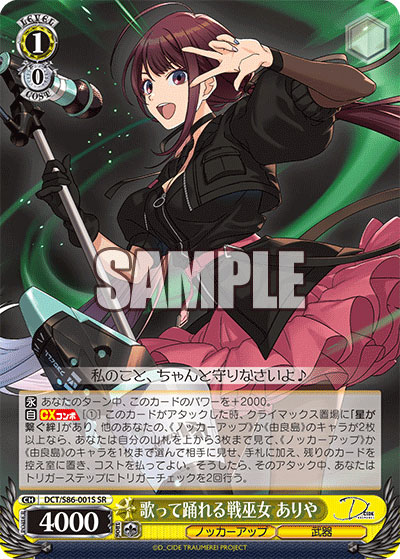 LEVEL
1
0
COST
SAMPLE
私のこと、ちゃんと守りなさいよ♪
永 あなたのターン中、このカードのパワーを+2000。
自 CXコンボ [(1)] このカードがアタックした時、クライマックス置場に「星が
繋ぐ絆」があり、他のあなたの、《ノッカーアップ》か《由良島》のキャラが2枚
以上なら、あなたは自分の山札を上から3枚まで見て、《ノッカーアップ》か
《由良島》のキャラを1枚まで選んで相手に見せ、手札に加え、残りのカードを
控え室に置き、コストを払ってよい。そうしたら、そのアタック中、あなたは
トリガーステップにトリガーチェックを2回行う。
CH DCT/S86-001S SR
4000
歌って踊れる戦巫女 ありや
ノッカーアップ
武器
©D_CIDE TRAUMEREI PROJECT